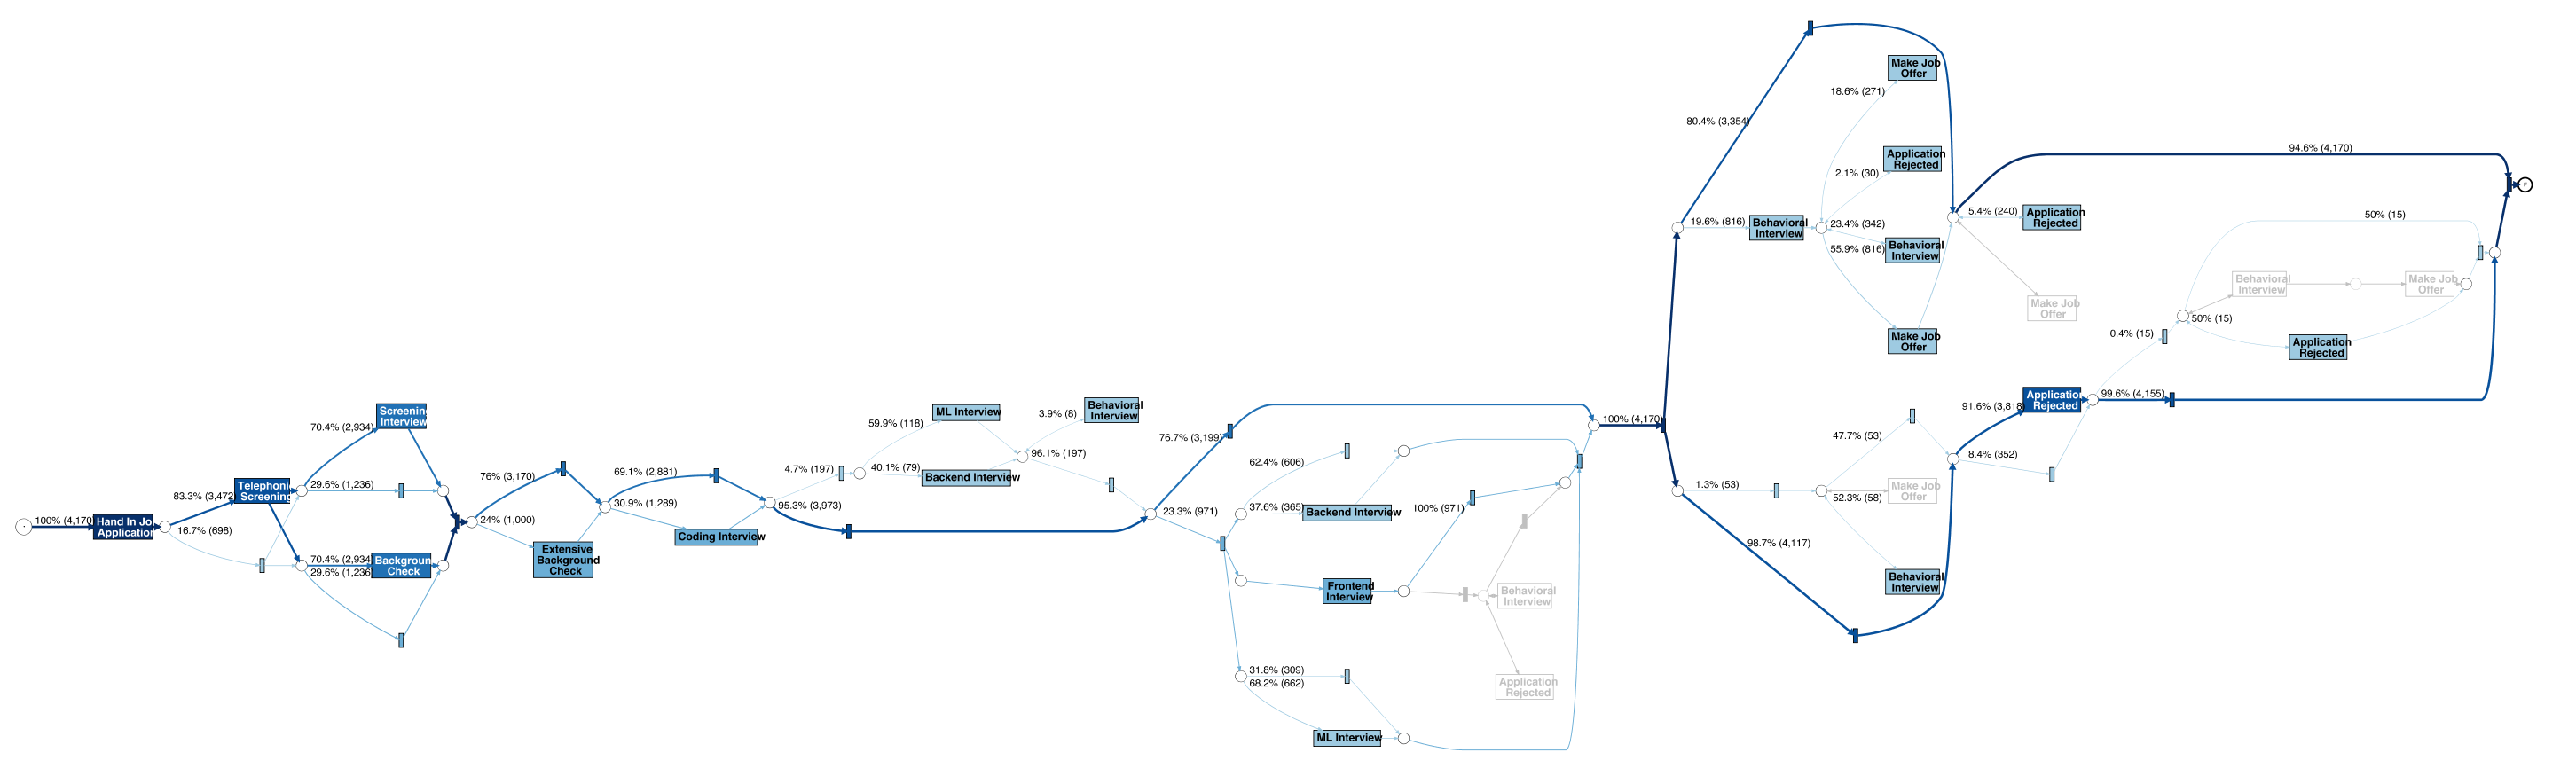 100% (4,170)
Hand In Jo
Application
83.3% (3,472
16.7% (698)
Telephonic
Screening
70.4% (2,934)
Screening
Interview
29.6% (1,236)
70.4% (2,934)
29.6% (1,236)
Background
Check
76% (3,170)
24% (1,000)
Extensive
Background
Check
69.1% (2,881)
30.9% (1,289)
Coding Interview
95.3% (3,973)
4.7% (197)
59.9% (118)
ML Interview
40.1% (79)
Backend Interview
3.9% (8)
Behavioral
Interview
96.1% (197)
76.7% (3,199)
23.3% (971)
62.4% (606)
37.6% (365)
Backend Interview
100% (971)
Frontend
Interview
Behavioral
Interview
Application
Rejected
31.8% (309)
68.2% (662)
ML Interview
100% (4,170)
80.4% (3,354)
19.6% (816)
Behavioral
Interview
18.6% (271)
Make Job
Offer
2.1% (30)
Application
Rejected
23.4% (342)
55.9% (816)
Behavioral
Interview
Make Job
Offer
94.6% (4,170)
5.4% (240)
Application
Rejected
Make Job
Offer
1.3% (53)
98.7% (4,117)
47.7% (53)
52.3% (58)
Make Job
Offer
Behavioral
Interview
91.6% (3,818)
8.4% (352)
Application
Rejected
99.6% (4,155)
0.4% (15)
50% (15)
50% (15)
Behavioral
Interview
Make Job
Offer
Application
Rejected